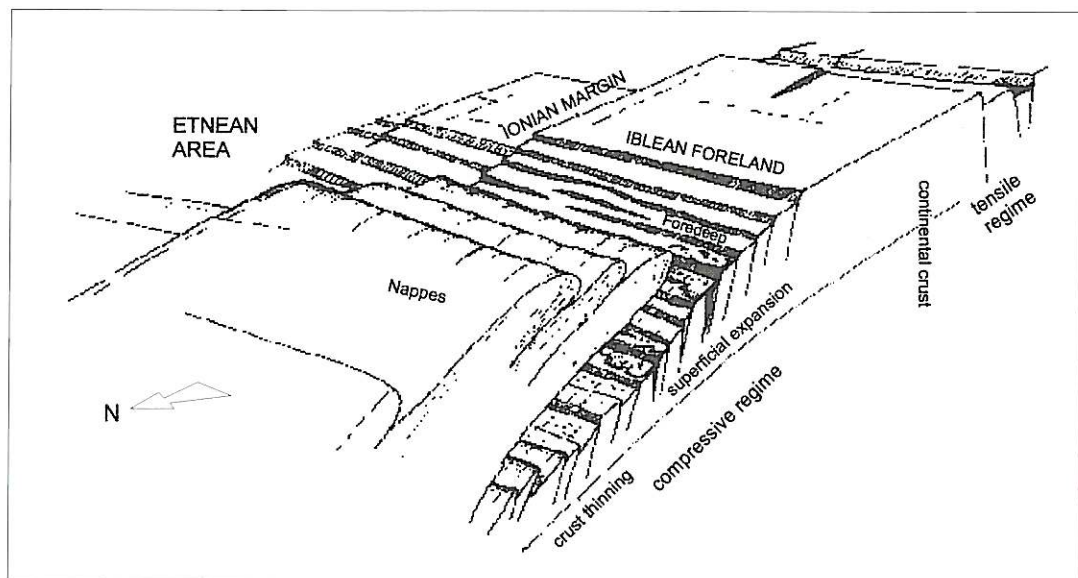 ETNEAN
AREA
IONIAN MARGIN
IBLEAN FORELAND
Foredeep
Nappes
N
continental crust
tensile
regime
superficial expansion
compressive regime
crust thinning